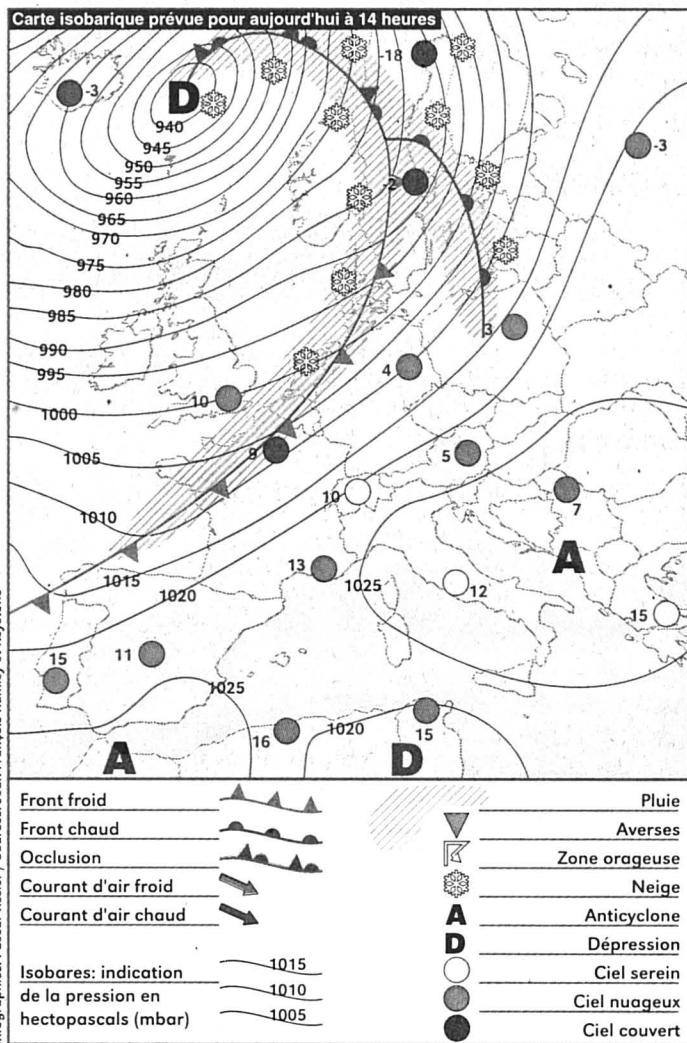 Carte isobarique prévue pour aujourd'hui à 14 heures
-18
-3
D
940
945
950
955
960
965
970
975
980
985
990
995
1000
1005
1010
1015
1020
1025
-3
-2
3
4
10
9
5
10
7
A
13
1025
12
15
15
11
16
1020
15
A
D
Front froid
Front chaud
Occlusion
Courant d'air froid
Courant d'air chaud
Isobares: indication
de la pression en
hectopascals (mbar)
1015
1010
1005
Pluie
Averses
Zone orageuse
Neige
A Anticyclone
D Dépression
Ciel serein
Ciel nuageux
Ciel couvert